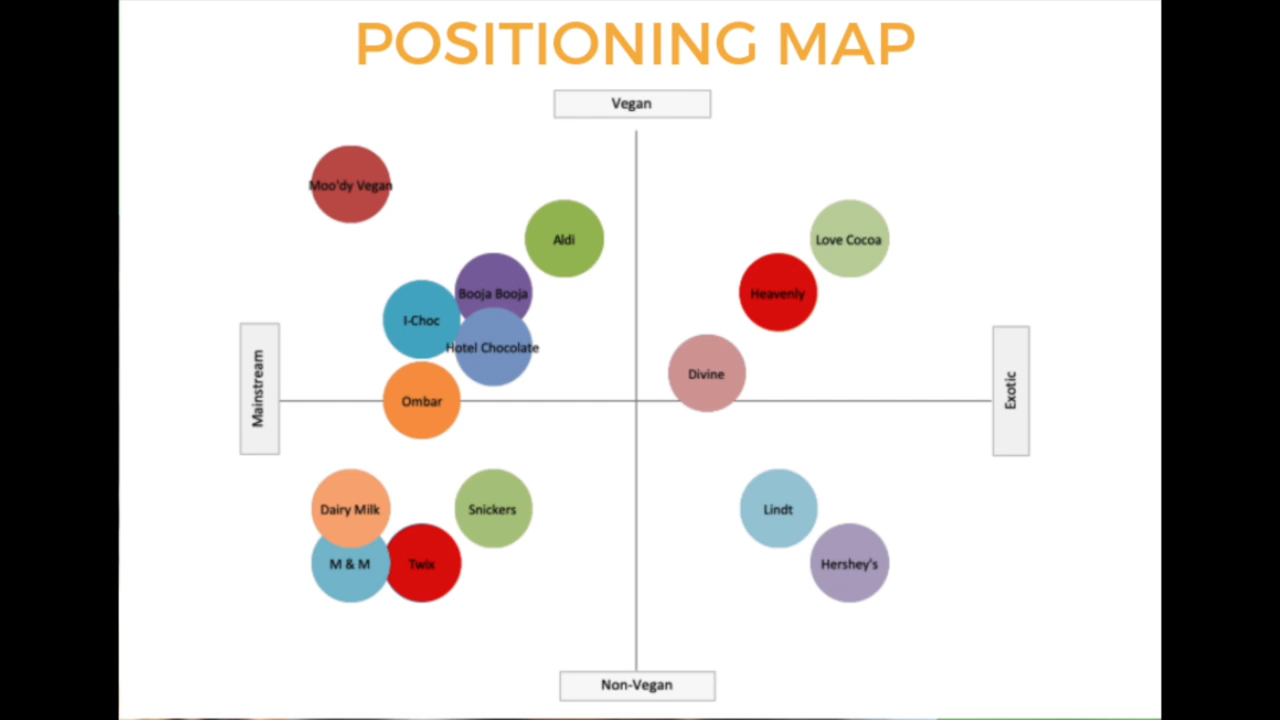 POSITIONING MAP
Vegan
Moo'dy Vegan
Aldi
Love Cocoa
Booja Booja
Heavenly
I-Choc
Hotel Chocolate
Divine
Mainstream
Ombar
Exotic
Dairy Milk
Snickers
Lindt
M & M
Twix
Hershey's
Non-Vegan